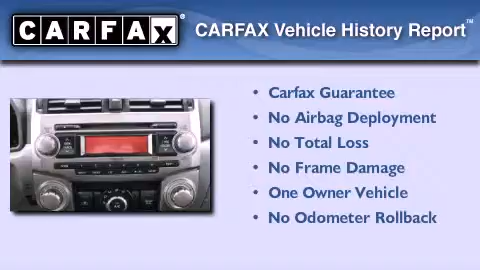 CARFAX® CARFAX Vehicle History Report™
• Carfax Guarantee
• No Airbag Deployment
• No Total Loss
• No Frame Damage
• One Owner Vehicle
• No Odometer Rollback